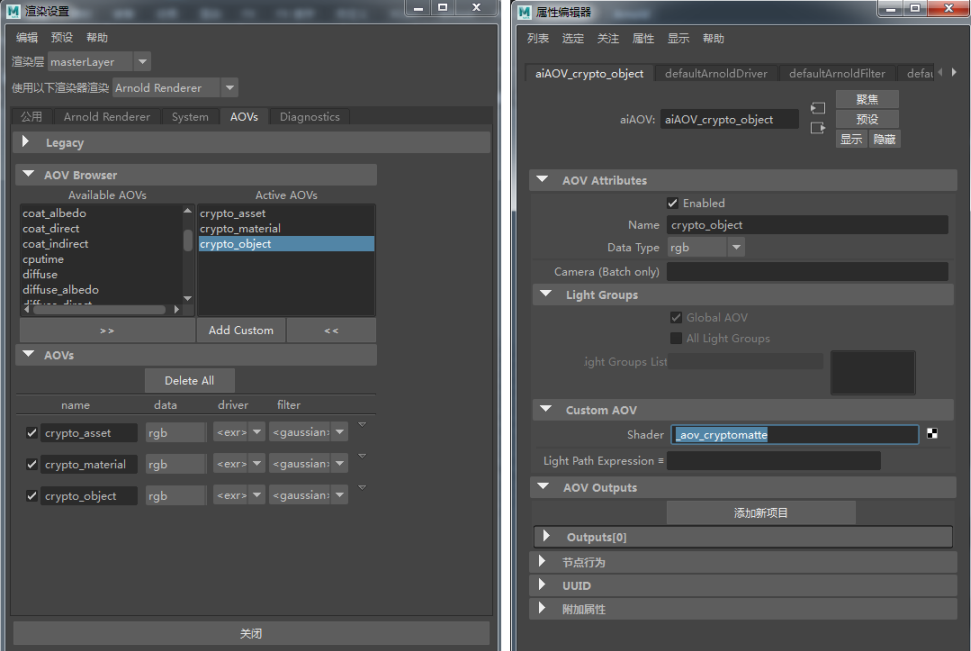 渲染设置
编辑 预设 帮助
渲染层 masterLayer
使用以下渲染器渲染 Arnold Renderer
公用 Arnold Renderer System AOVs Diagnostics
Legacy
AOV Browser
Available AOVs Active AOVs
coat_albedo crypto_asset
coat_direct crypto_material
coat_indirect crypto_object
cputime
diffuse
diffuse_albedo
diffuse_direct
>> Add Custom <<
AOVs
Delete All
name data driver filter
crypto_asset rgb <exr> <gaussian>
crypto_material rgb <exr> <gaussian>
crypto_object rgb <exr> <gaussian>
关闭
属性编辑器
列表 选定 关注 属性 显示 帮助
aiAOV_crypto_object defaultArnoldDriver defaultArnoldFilter defau
aiAOV: aiAOV_crypto_object
聚焦
预设
显示 隐藏
AOV Attributes
Enabled
Name crypto_object
Data Type rgb
Camera (Batch only)
Light Groups
Global AOV
All Light Groups
ight Groups List
Custom AOV
Shader _aov_cryptomatte
Light Path Expression =
AOV Outputs
添加新项目
Outputs[0]
节点行为
UUID
附加属性